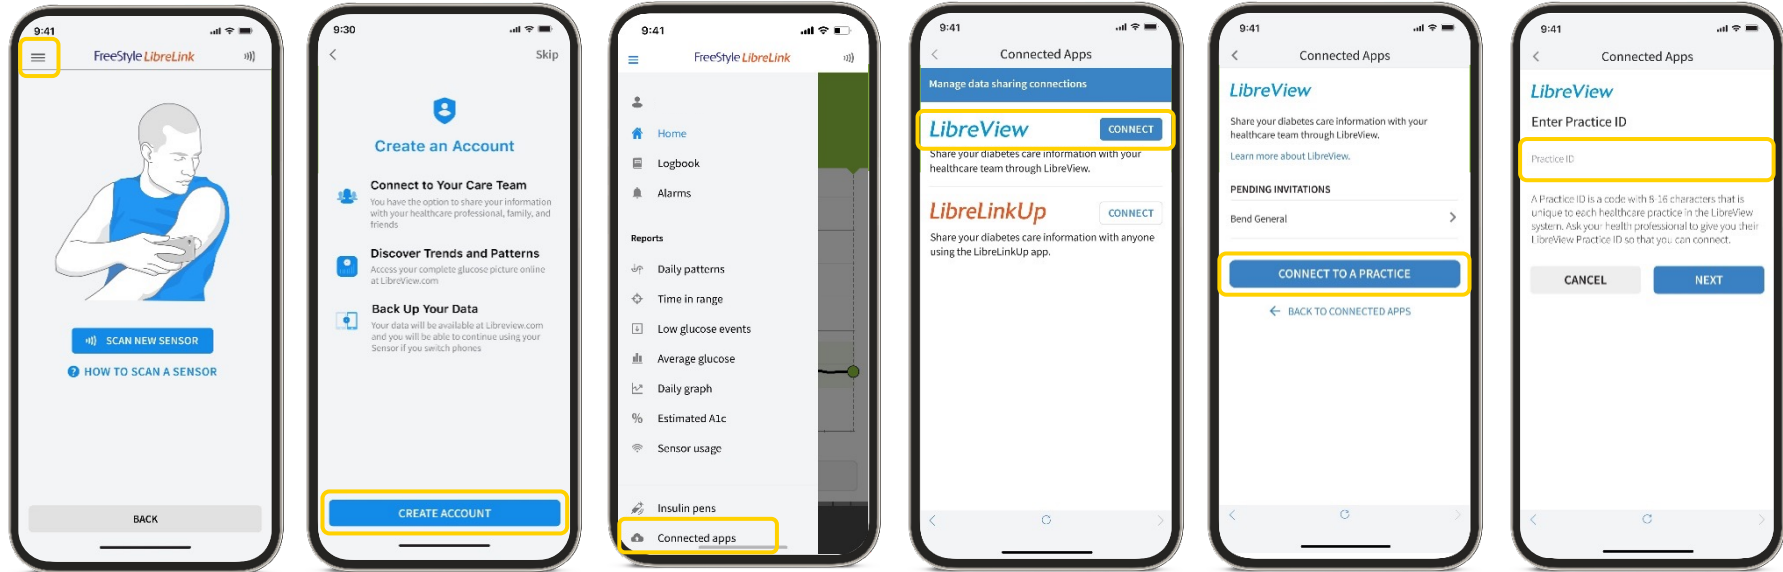 9:41
FreeStyle LibreLink
SCAN NEW SENSOR
? HOW TO SCAN A SENSOR
BACK
9:30
Skip
Create an Account
Connect to Your Care Team
You have the option to share your information
with your healthcare professional, family, and
friends
Discover Trends and Patterns
Access your complete glucose picture online
at LibreView.com
Back Up Your Data
Your data will be available at Libreview.com
and you will be able to continue using your
Sensor if you switch phones
CREATE ACCOUNT
9:41
FreeStyle LibreLink
Home
Logbook
Alarms
Reports
Daily patterns
Time in range
Low glucose events
Average glucose
Daily graph
% Estimated A1c
Sensor usage
Insulin pens
Connected apps
9:41
Connected Apps
Manage data sharing connections
LibreView
CONNECT
Share your diabetes care information with your
healthcare team through LibreView.
LibreLinkUp
CONNECT
Share your diabetes care information with anyone
using the LibreLinkUp app.
9:41
Connected Apps
LibreView
Share your diabetes care information with your
healthcare team through LibreView.
Learn more about LibreView.
PENDING INVITATIONS
Bend General
CONNECT TO A PRACTICE
BACK TO CONNECTED APPS
9:41
Connected Apps
LibreView
Enter Practice ID
Practice ID
A Practice ID is a code with 8-16 characters that is
unique to each healthcare practice in the LibreView
system. Ask your health professional to give you their
LibreView Practice ID so that you can connect.
CANCEL
NEXT